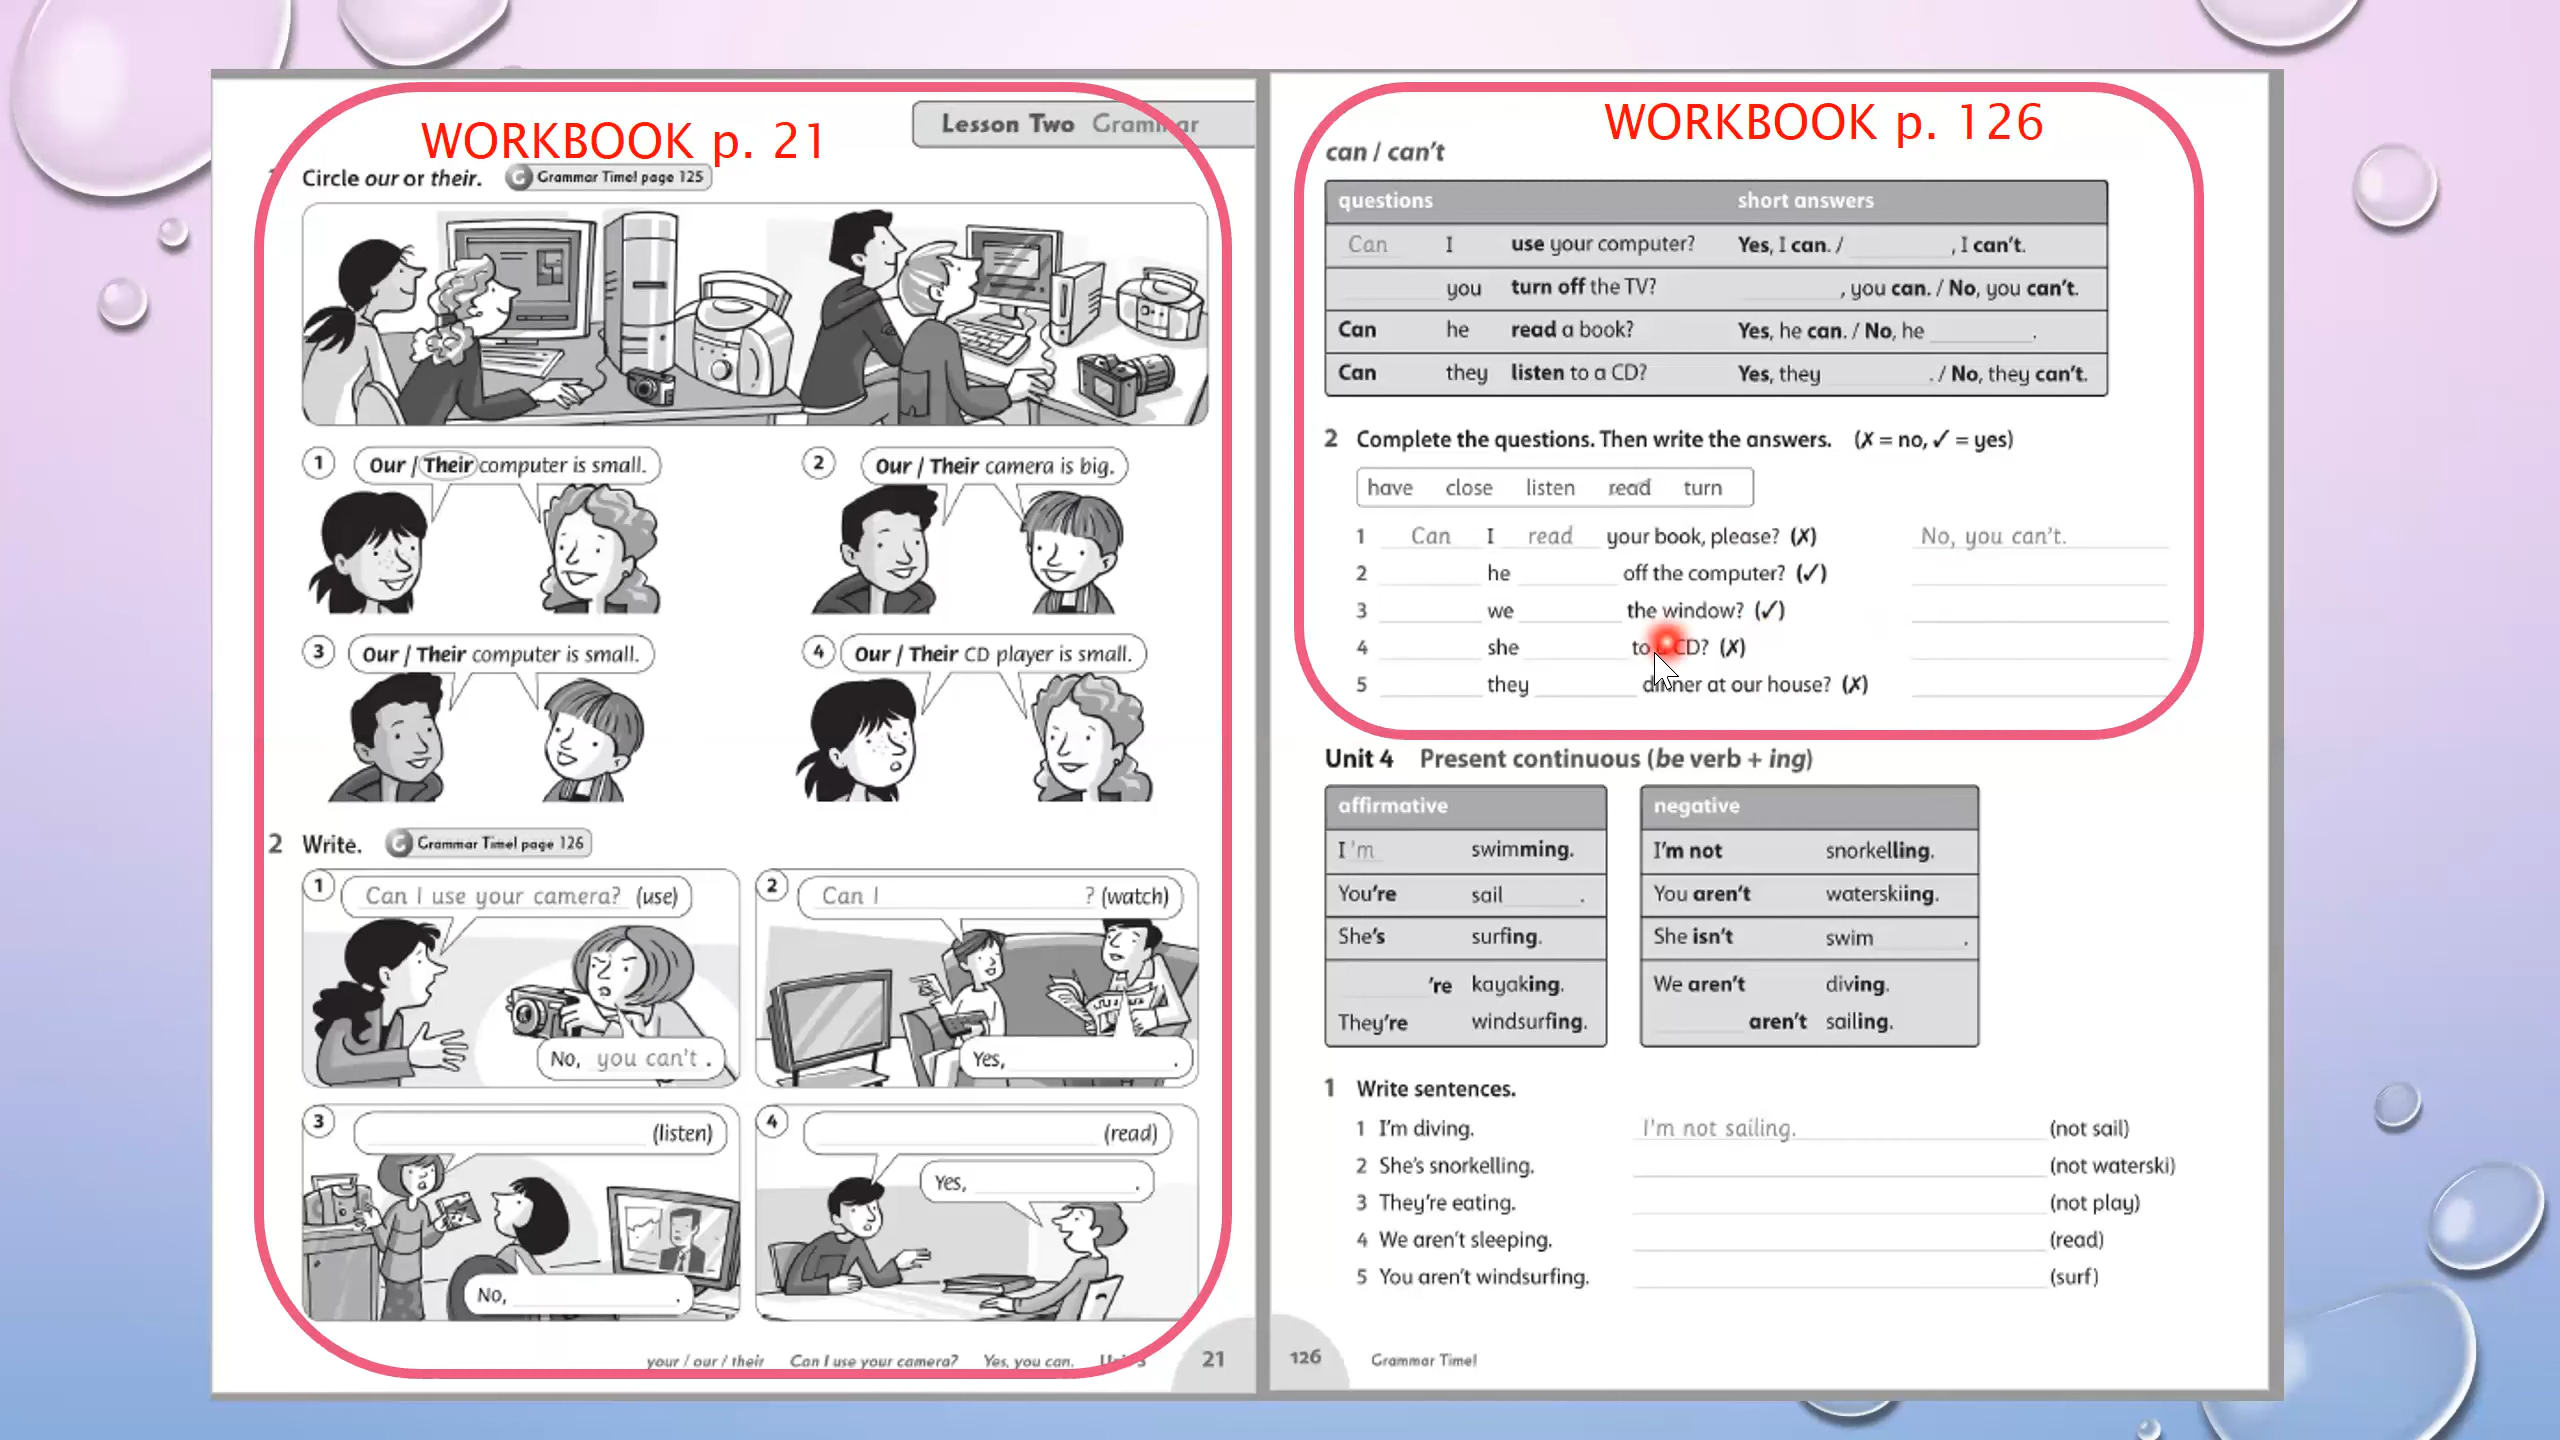 WORKBOOK p. 21
Lesson Two Grammar
Circle our or their. Grammar Time! page 125
1 Our / Their computer is small.
2 Our / Their camera is big.
3 Our / Their computer is small.
4 Our / Their CD player is small.
2 Write. Grammar Time! page 126
1 Can I use your camera? (use)
No, you can't .
2 Can I ? (watch)
Yes, .
3 (listen)
No, .
4 (read)
Yes, .
your / our / their Can I use your camera? Yes, you can. 21
WORKBOOK p. 126
can / can't
questions short answers
Can I use your computer? Yes, I can. / , I can't.
you turn off the TV? , you can. / No, you can't.
Can he read a book? Yes, he can. / No, he .
Can they listen to a CD? Yes, they . / No, they can't.
2 Complete the questions. Then write the answers. (✗ = no, ✓ = yes)
have close listen read turn
1 Can I read your book, please? (✗) No, you can't.
2 he off the computer? (✓)
3 we the window? (✓)
4 she to a CD? (✗)
5 they dinner at our house? (✗)
Unit 4 Present continuous (be verb + ing)
affirmative
I 'm swimming.
You're sail .
She's surfing.
're kayaking.
They're windsurfing.
negative
I'm not snorkelling.
You aren't waterskiing.
She isn't swim .
We aren't diving.
aren't sailing.
1 Write sentences.
1 I'm diving. I'm not sailing. (not sail)
2 She's snorkelling. (not waterski)
3 They're eating. (not play)
4 We aren't sleeping. (read)
5 You aren't windsurfing. (surf)
126 Grammar Time!